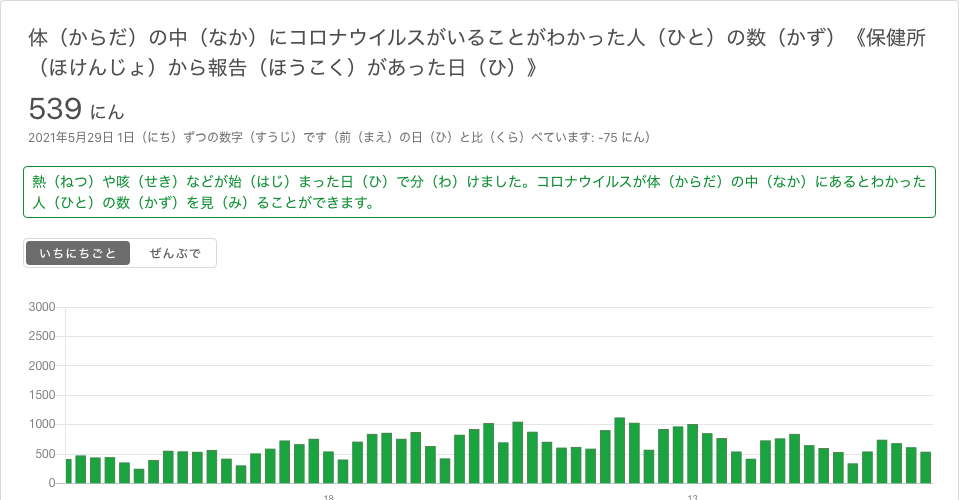 体（からだ）の中（なか）にコロナウイルスがいることがわかった人（ひと）の数（かず）《保健所
（ほけんじょ）から報告（ほうこく）があった日（ひ）》
539 にん
2021年5月29日 1日（にち）ずつの数字（すうじ）です（前（まえ）の日（ひ）と比（くら）べています: -75 にん）
熱（ねつ）や咳（せき）などが始（はじ）まった日（ひ）で分（わ）けました。コロナウイルスが体（からだ）の中（なか）にあるとわかった
人（ひと）の数（かず）を見（み）ることができます。
いちにちごと ぜんぶで
3000
2500
2000
1500
1000
500
0
18 13